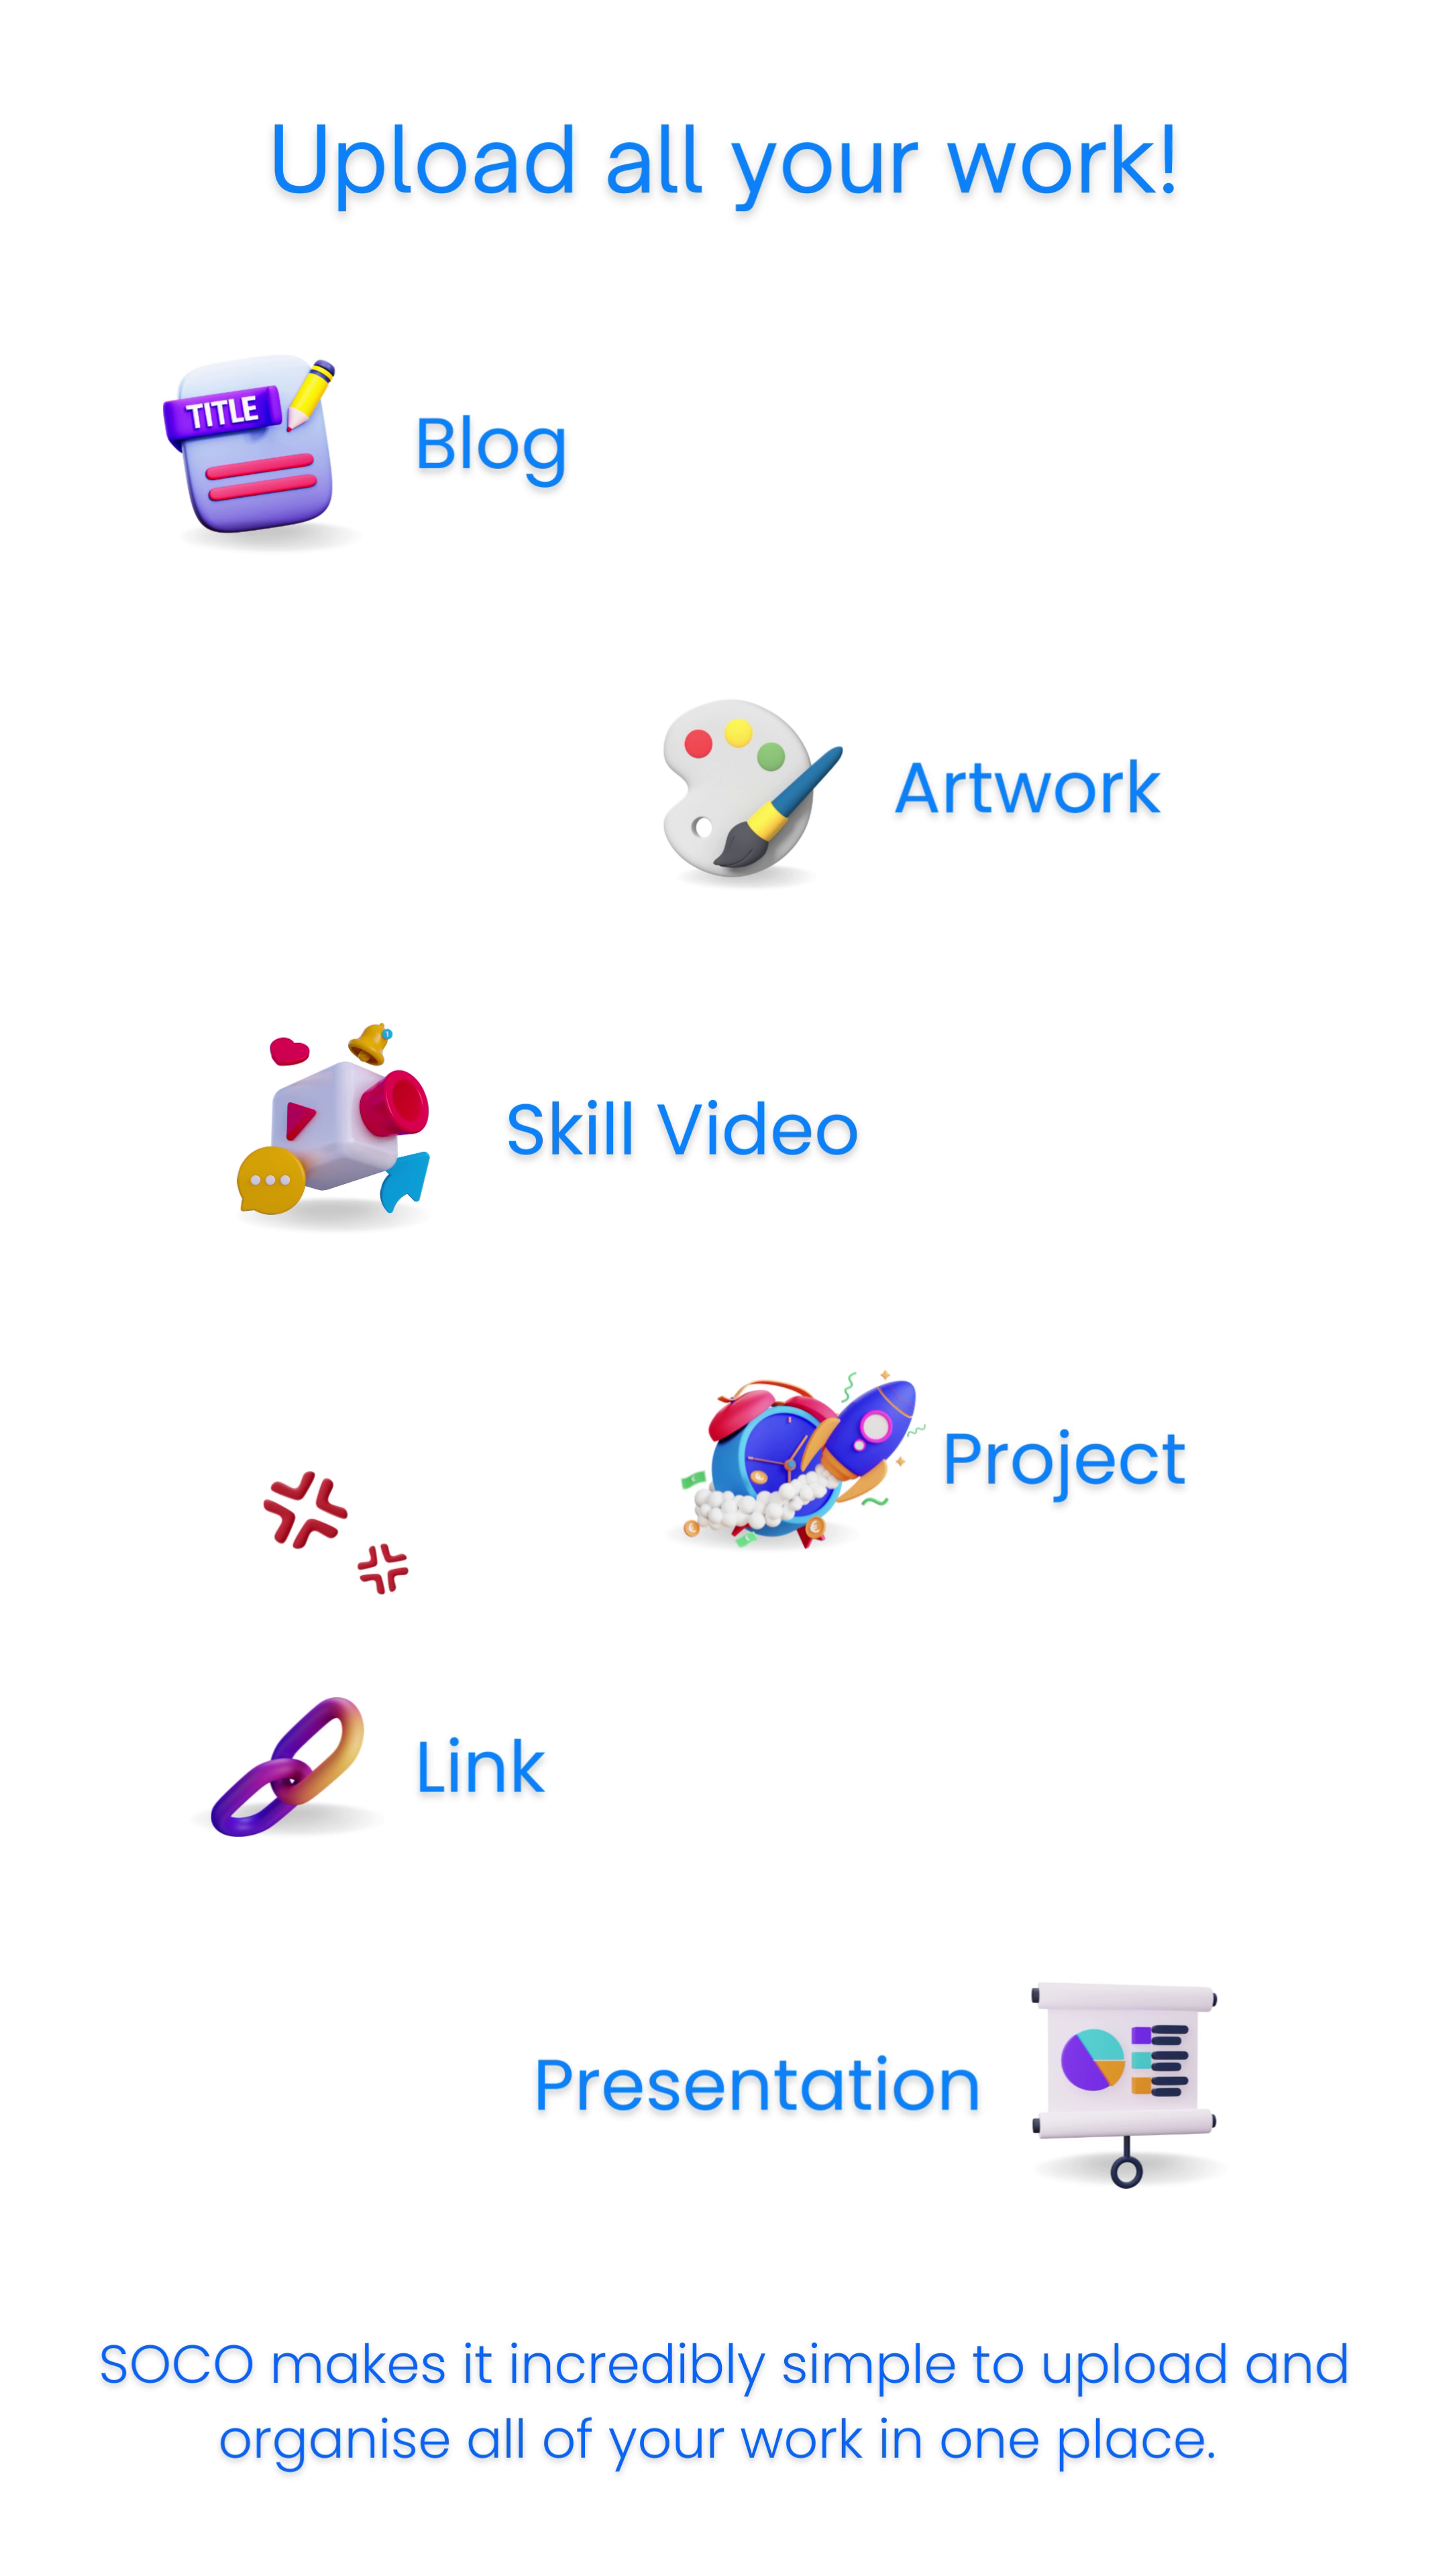 Upload all your work!
TITLE
Blog
Artwork
Skill Video
Project
Link
Presentation
SOCO makes it incredibly simple to upload and
organise all of your work in one place.